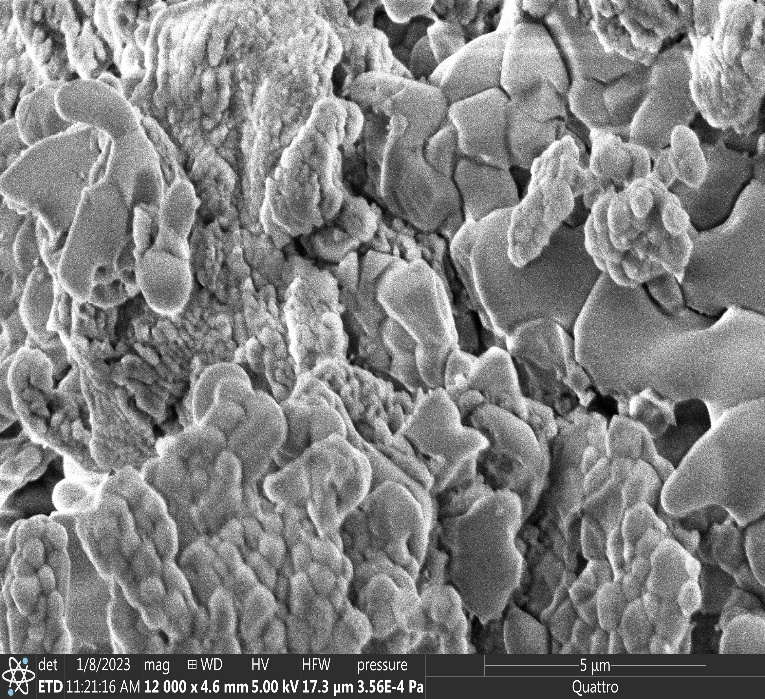 det 1/8/2023 mag ⊞ WD HV HFW pressure 5 µm
ETD 11:21:16 AM 12 000 x 4.6 mm 5.00 kV 17.3 µm 3.56E-4 Pa Quattro